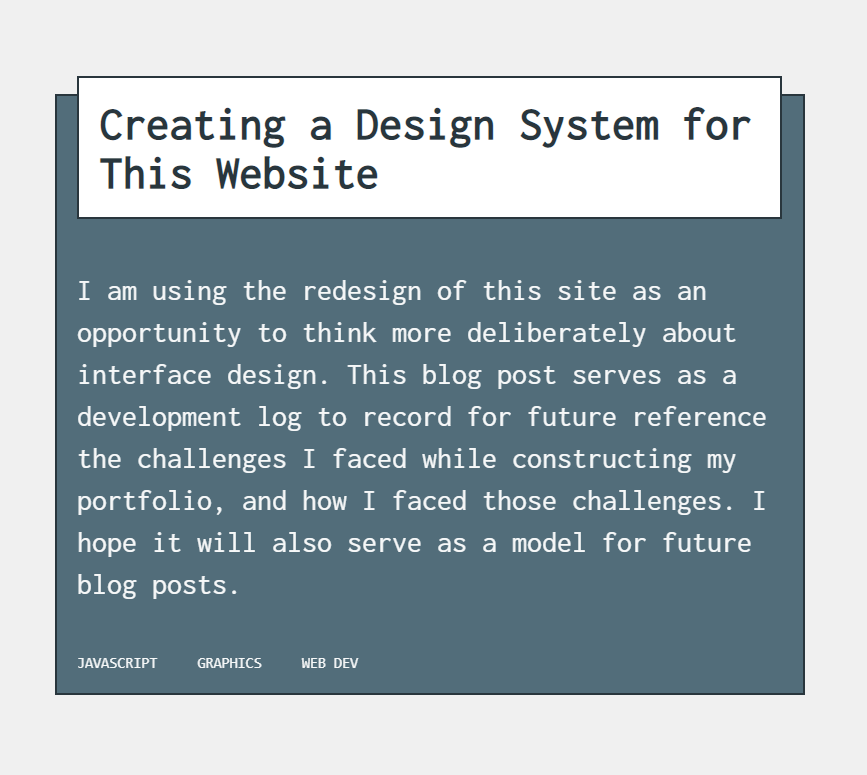 Creating a Design System for
This Website
I am using the redesign of this site as an
opportunity to think more deliberately about
interface design. This blog post serves as a
development log to record for future reference
the challenges I faced while constructing my
portfolio, and how I faced those challenges. I
hope it will also serve as a model for future
blog posts.
JAVASCRIPT GRAPHICS WEB DEV